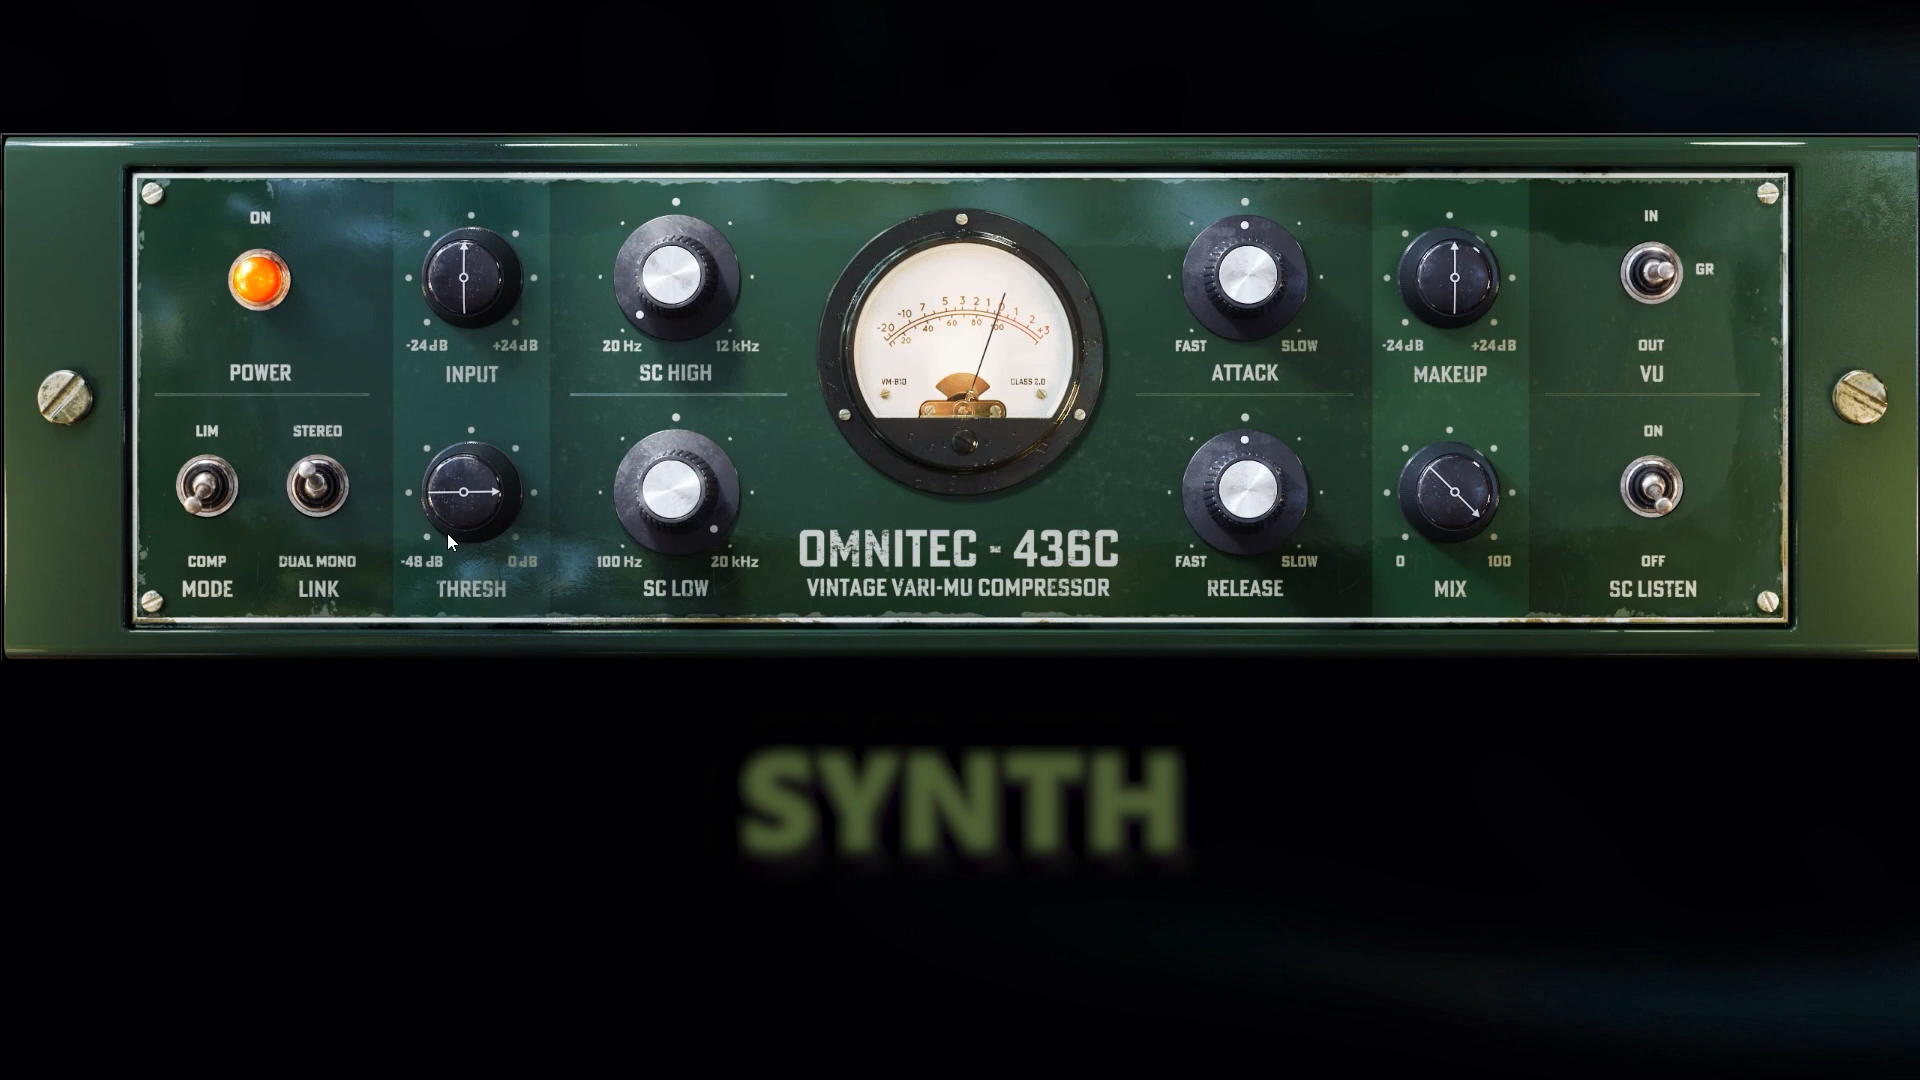 ON
POWER
LIM
STEREO
COMP
DUAL MONO
MODE
LINK
-24dB
+24dB
INPUT
-48 dB
0dB
THRESH
20 Hz
12 kHz
SC HIGH
100 Hz
20 kHz
SC LOW
-20
-10
7
5
3
2
1
0
1
2
+3
20
40
60
80
100
VM-810
CLASS 2.0
OMNITEC - 436C
VINTAGE VARI-MU COMPRESSOR
FAST
SLOW
ATTACK
FAST
SLOW
RELEASE
-24dB
+24dB
MAKEUP
0
100
MIX
IN
GR
OUT
VU
ON
OFF
SC LISTEN
SYNTH